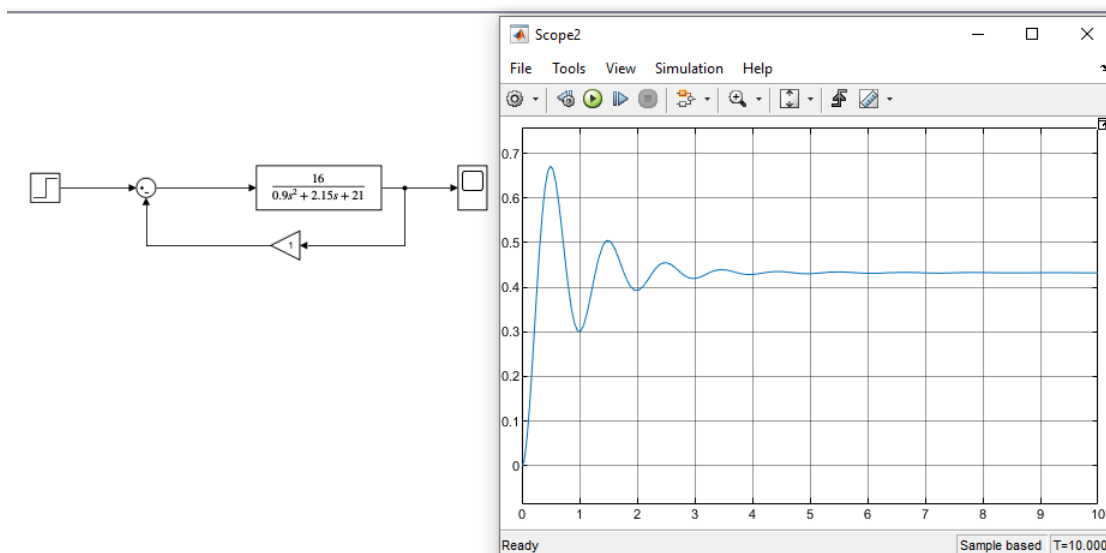 Scope2
File Tools View Simulation Help
16
0.9s² + 2.15s + 21
+
-
1
0.7
0.6
0.5
0.4
0.3
0.2
0.1
0
0 1 2 3 4 5 6 7 8 9 10
Ready Sample based T=10.000